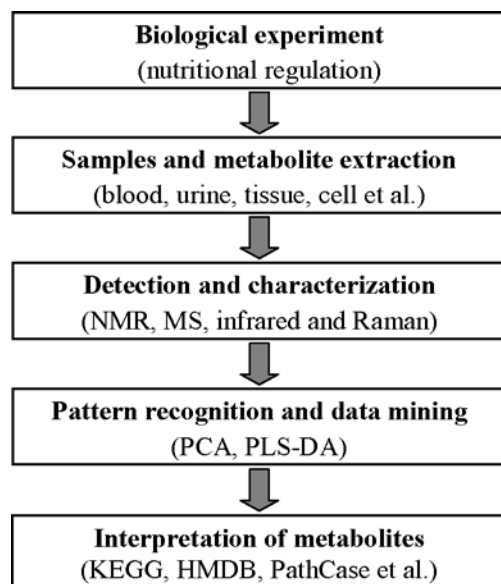 Biological experiment
(nutritional regulation)
Samples and metabolite extraction
(blood, urine, tissue, cell et al.)
Detection and characterization
(NMR, MS, infrared and Raman)
Pattern recognition and data mining
(PCA, PLS-DA)
Interpretation of metabolites
(KEGG, HMDB, PathCase et al.)